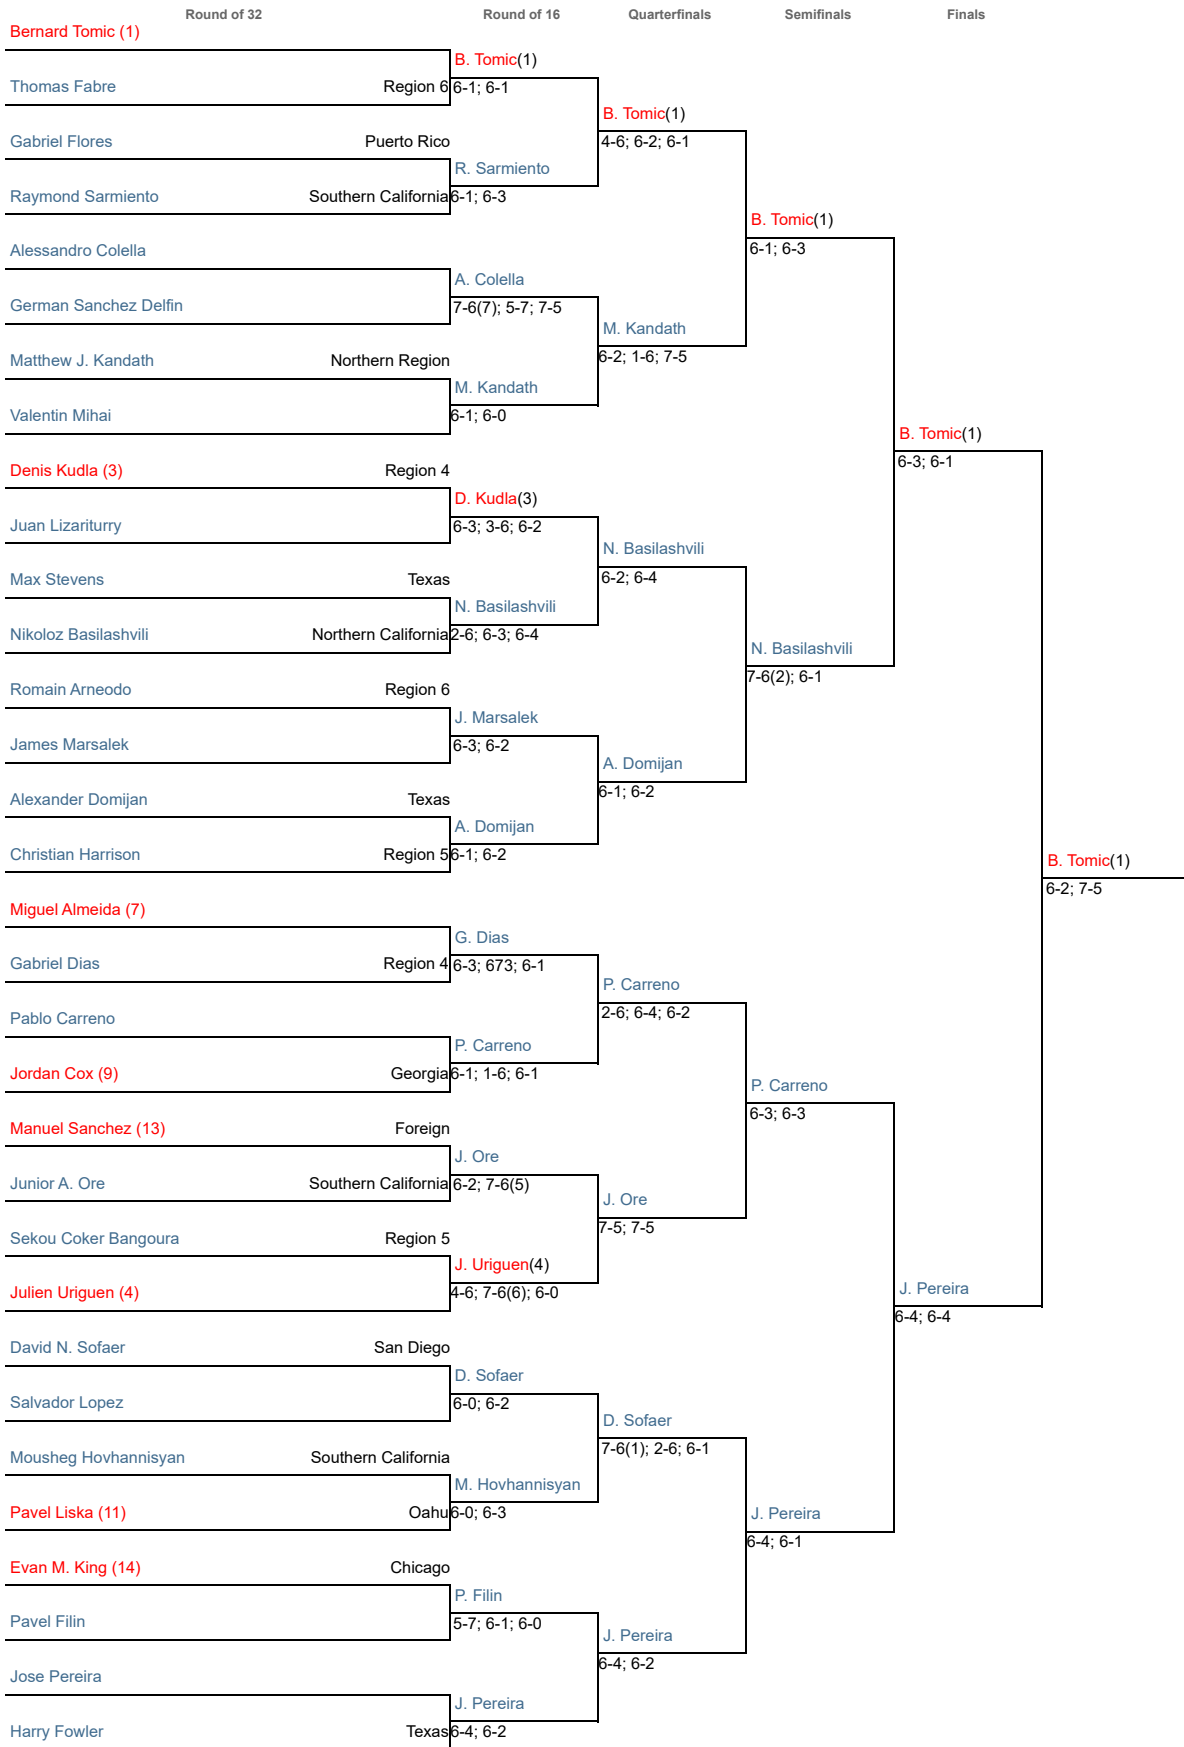 Round of 32 Round of 16 Quarterfinals Semifinals Finals
Bernard Tomic (1)
B. Tomic(1)
Thomas Fabre Region 6 6-1; 6-1
B. Tomic(1)
Gabriel Flores Puerto Rico 4-6; 6-2; 6-1
R. Sarmiento
Raymond Sarmiento Southern California 6-1; 6-3
B. Tomic(1)
Alessandro Colella 6-1; 6-3
A. Colella
German Sanchez Delfin 7-6(7); 5-7; 7-5
M. Kandath
Matthew J. Kandath Northern Region 6-2; 1-6; 7-5
M. Kandath
Valentin Mihai 6-1; 6-0
B. Tomic(1)
Denis Kudla (3) Region 4 6-3; 6-1
D. Kudla(3)
Juan Lizariturry 6-3; 3-6; 6-2
N. Basilashvili
Max Stevens Texas 6-2; 6-4
N. Basilashvili
Nikoloz Basilashvili Northern California 2-6; 6-3; 6-4
N. Basilashvili
Romain Arneodo Region 6 7-6(2); 6-1
J. Marsalek
James Marsalek 6-3; 6-2
A. Domijan
Alexander Domijan Texas 6-1; 6-2
A. Domijan
Christian Harrison Region 5 6-1; 6-2
B. Tomic(1)
6-2; 7-5
Miguel Almeida (7)
G. Dias
Gabriel Dias Region 4 6-3; 673; 6-1
P. Carreno
Pablo Carreno 2-6; 6-4; 6-2
P. Carreno
Jordan Cox (9) Georgia 6-1; 1-6; 6-1
P. Carreno
Manuel Sanchez (13) Foreign 6-3; 6-3
J. Ore
Junior A. Ore Southern California 6-2; 7-6(5)
J. Ore
Sekou Coker Bangoura Region 5 7-5; 7-5
J. Uriguen(4)
Julien Uriguen (4) 4-6; 7-6(6); 6-0
J. Pereira
6-4; 6-4
David N. Sofaer San Diego
D. Sofaer
Salvador Lopez 6-0; 6-2
D. Sofaer
Mousheg Hovhannisyan Southern California 7-6(1); 2-6; 6-1
M. Hovhannisyan
Pavel Liska (11) Oahu 6-0; 6-3
J. Pereira
6-4; 6-1
Evan M. King (14) Chicago
P. Filin
Pavel Filin 5-7; 6-1; 6-0
J. Pereira
6-4; 6-2
Jose Pereira
J. Pereira
Harry Fowler Texas 6-4; 6-2